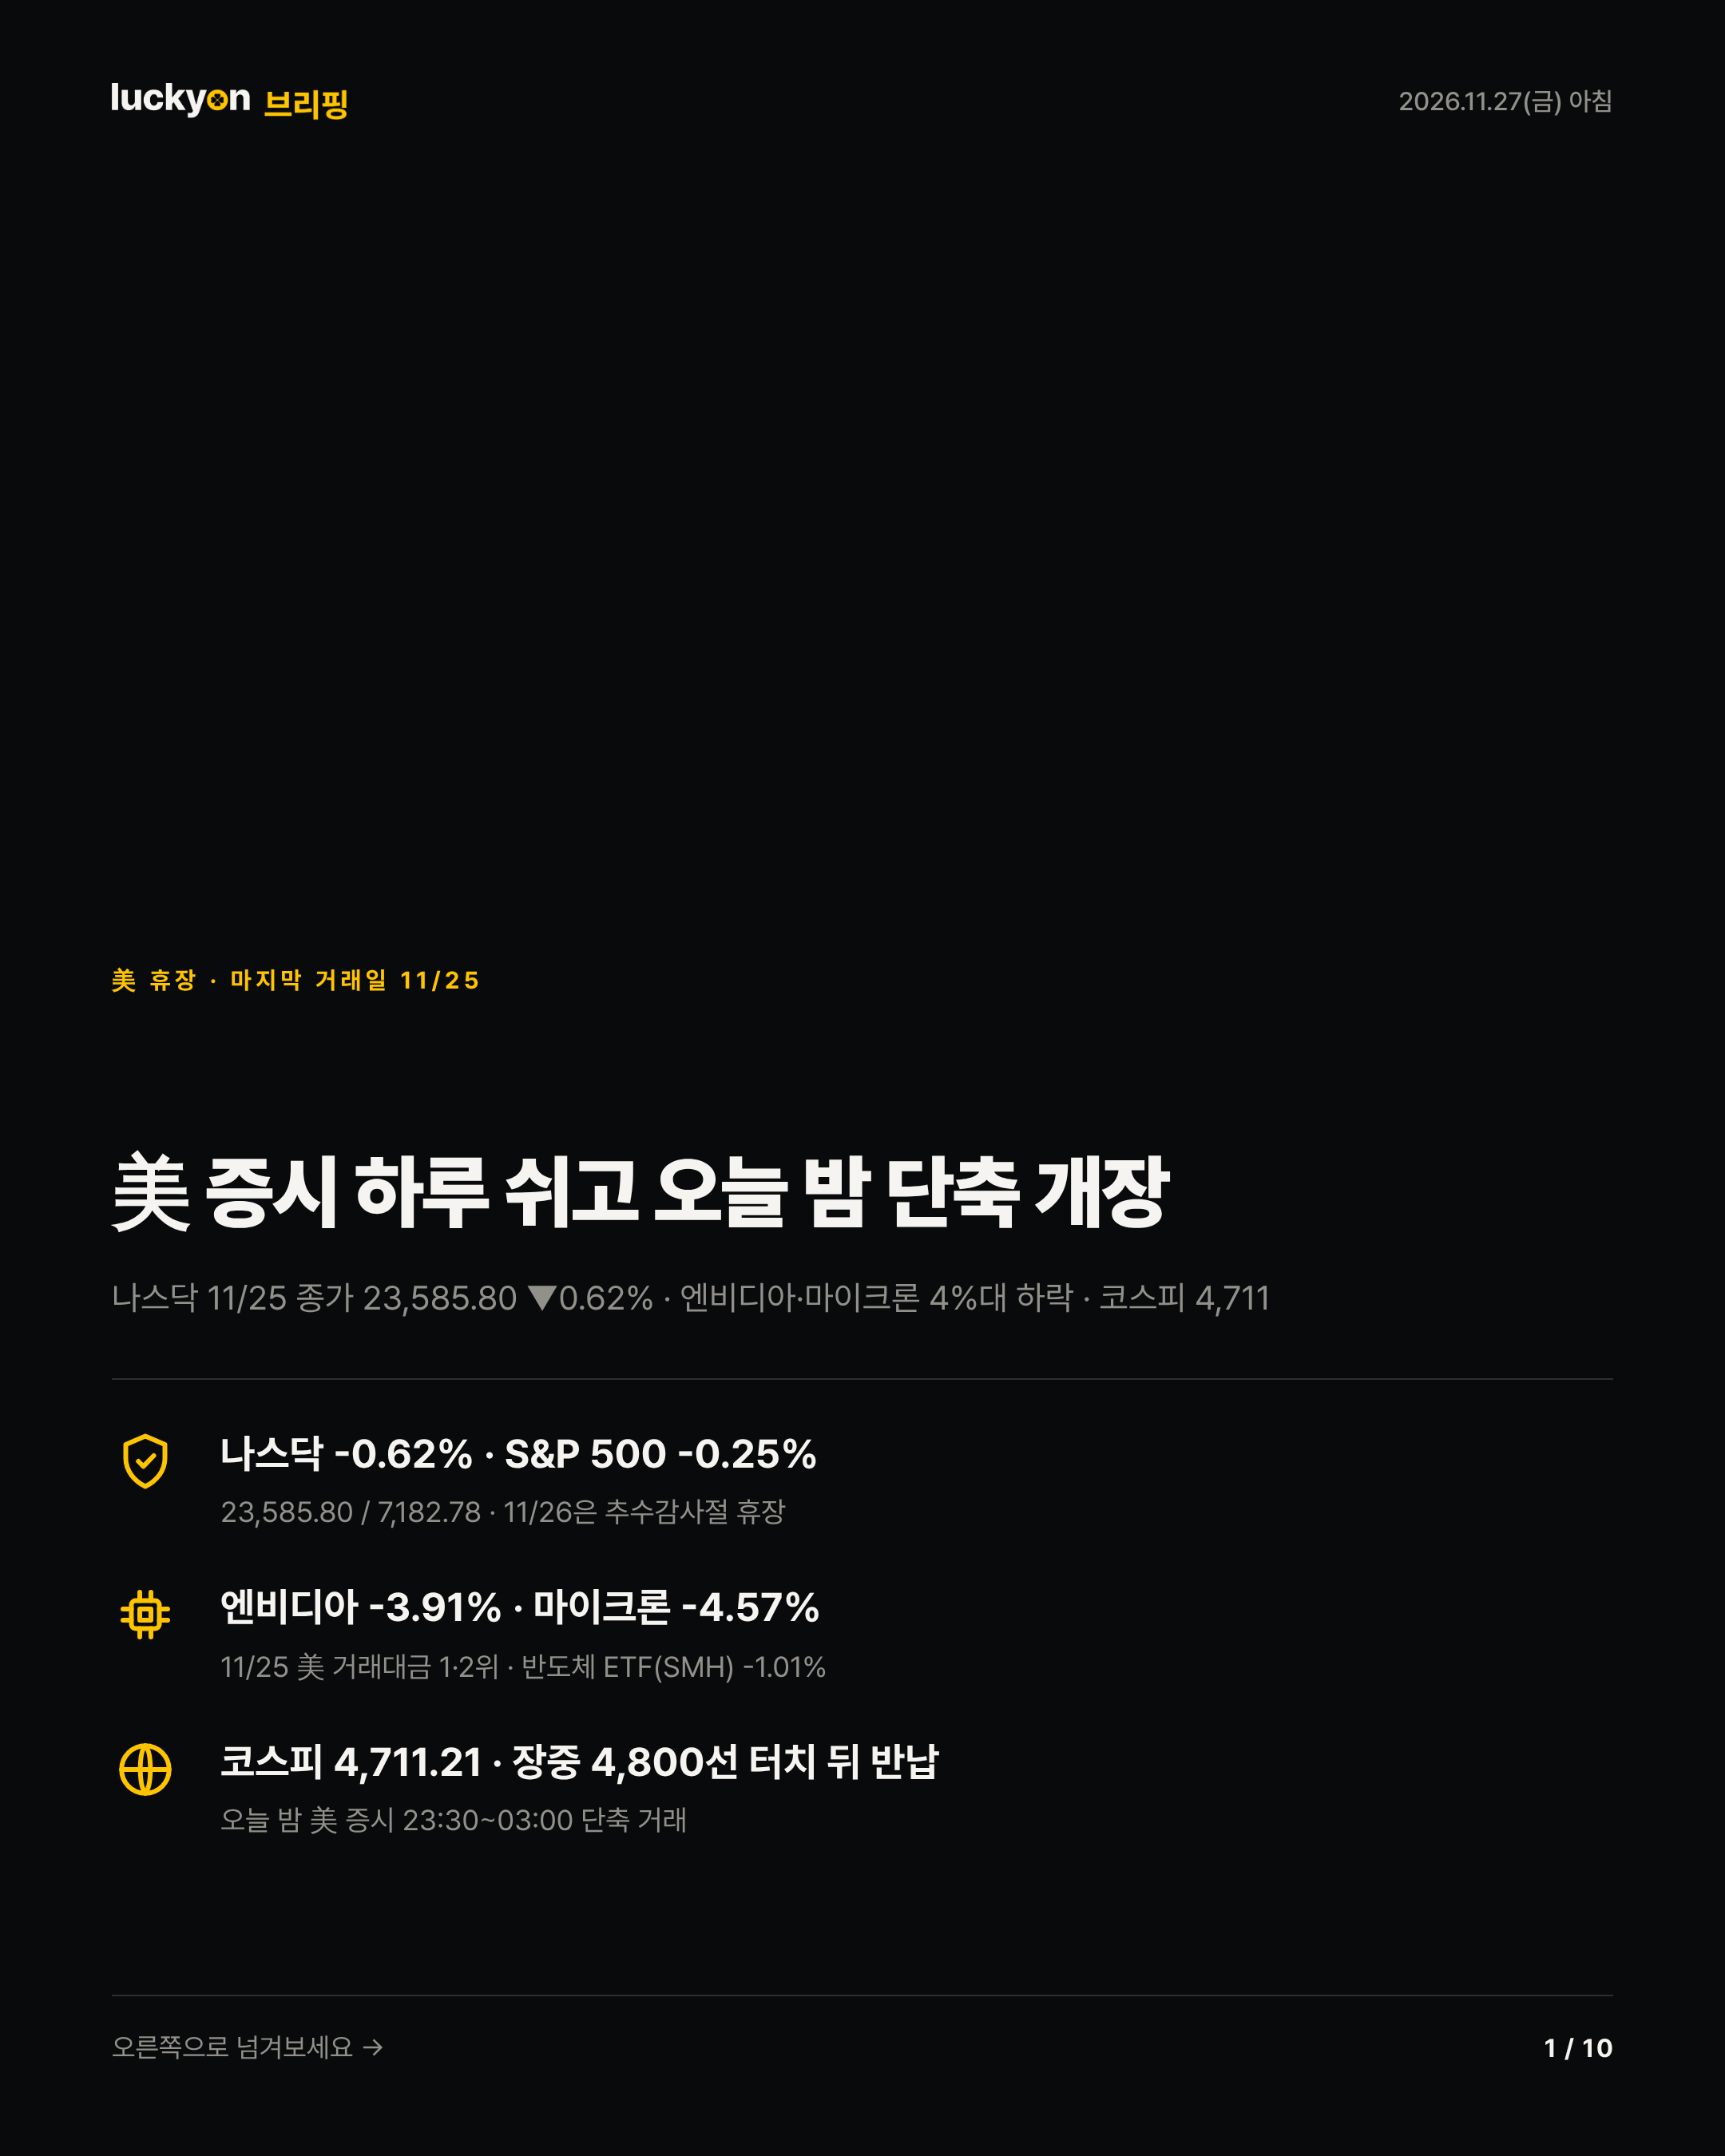 luckyon 브리핑
2026.11.27(금) 아침
美 휴장 · 마지막 거래일 11/25
美 증시 하루 쉬고 오늘 밤 단축 개장
나스닥 11/25 종가 23,585.80 ▼0.62% · 엔비디아·마이크론 4%대 하락 · 코스피 4,711
나스닥 -0.62% · S&P 500 -0.25%
23,585.80 / 7,182.78 · 11/26은 추수감사절 휴장
엔비디아 -3.91% · 마이크론 -4.57%
11/25 美 거래대금 1·2위 · 반도체 ETF(SMH) -1.01%
코스피 4,711.21 · 장중 4,800선 터치 뒤 반납
오늘 밤 美 증시 23:30~03:00 단축 거래
오른쪽으로 넘겨보세요 →
1 / 10